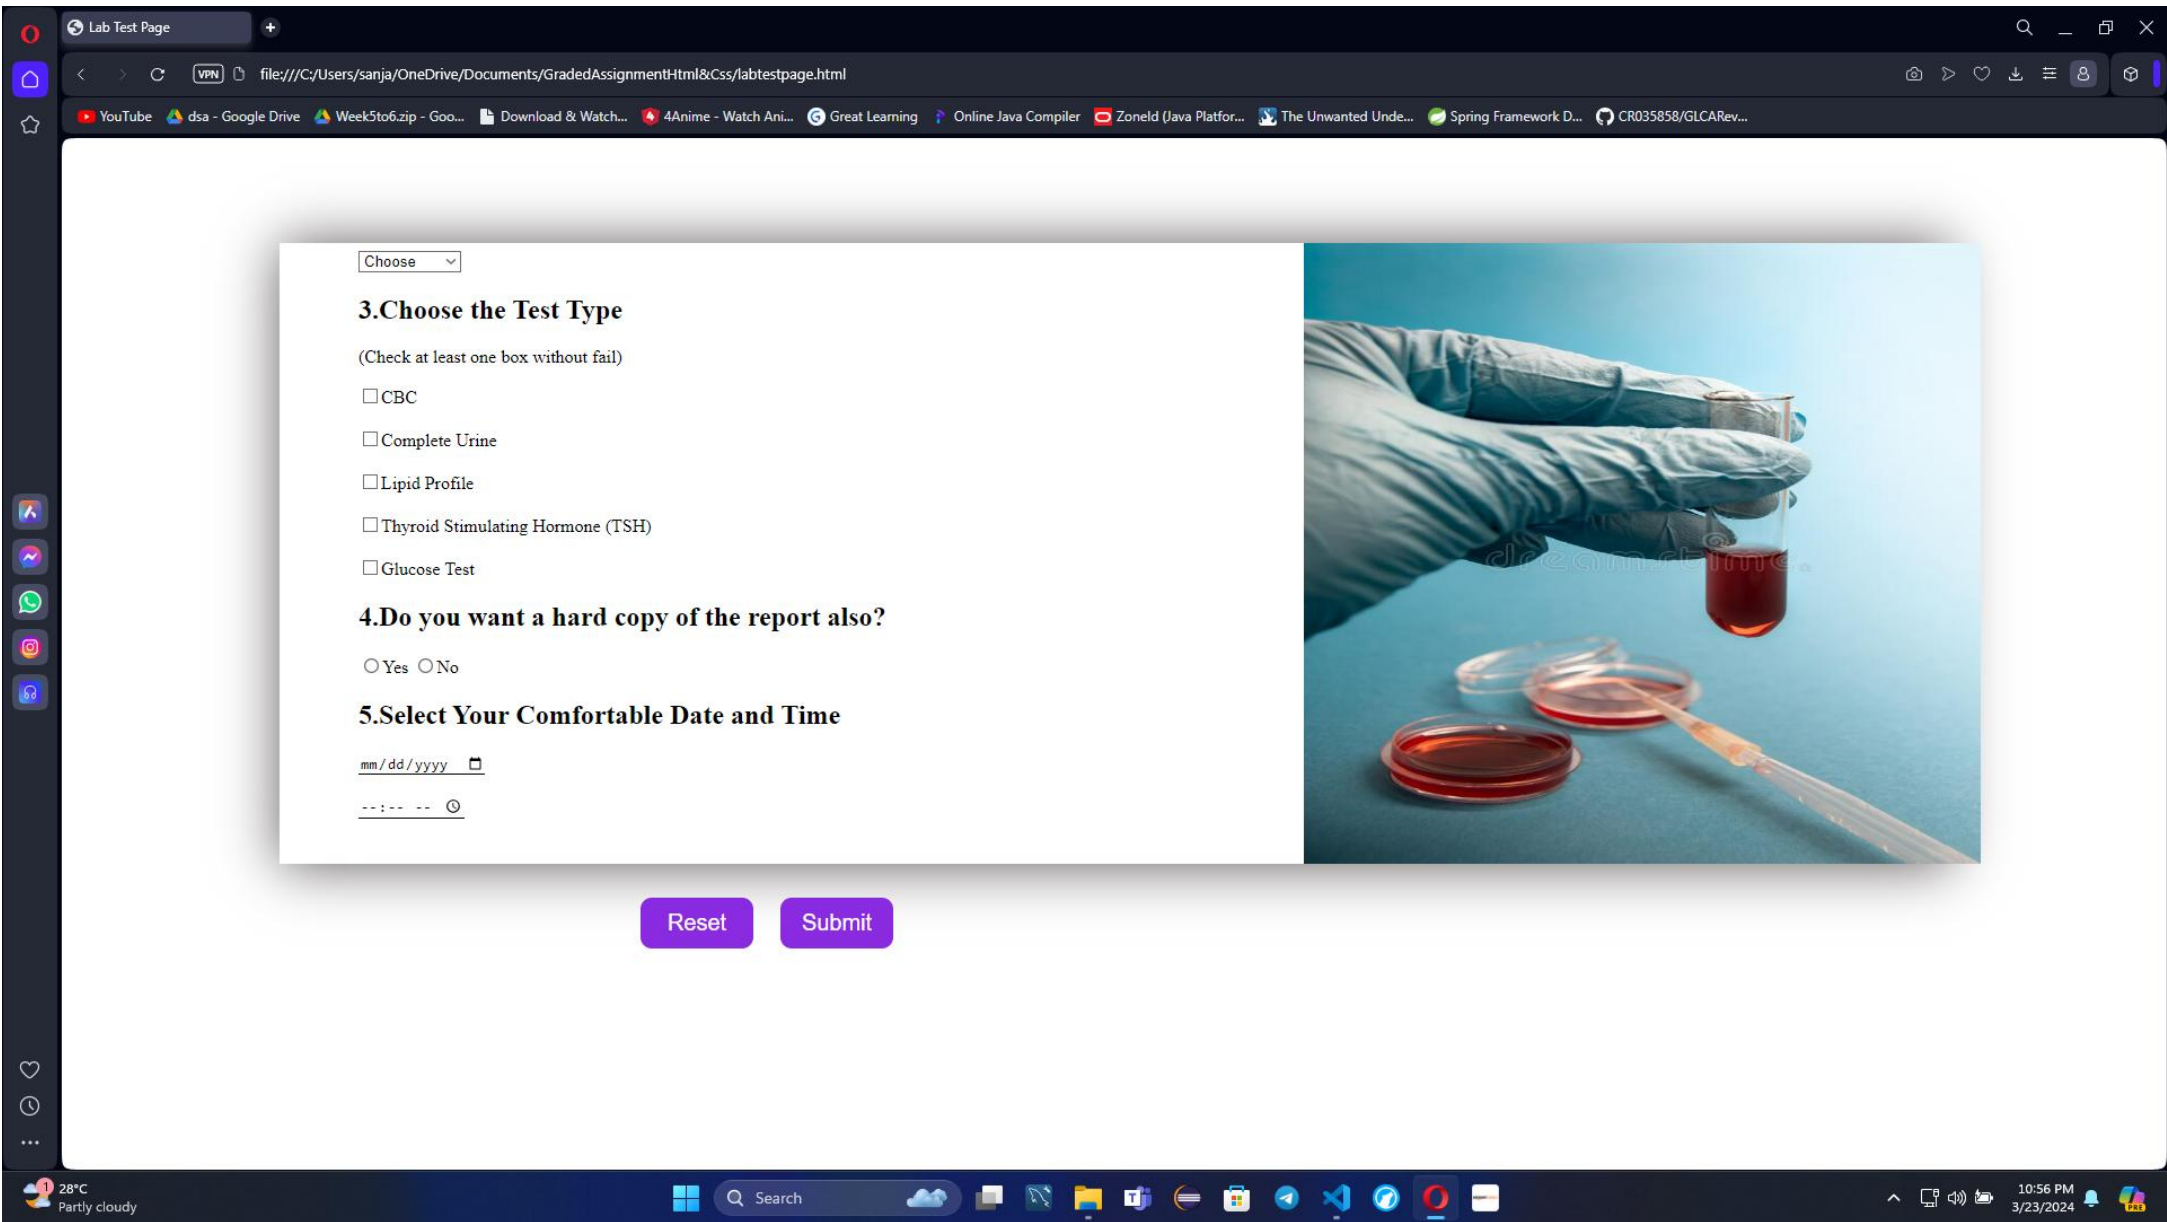 Lab Test Page
VPN
file:///C:/Users/sanja/OneDrive/Documents/GradedAssignmentHtml&Css/labtestpage.html
YouTube dsa - Google Drive Week5to6.zip - Goo... Download & Watch... 4Anime - Watch Ani... Great Learning Online Java Compiler ZoneId (Java Platfor... The Unwanted Unde... Spring Framework D... CR035858/GLCARev...
Choose
3.Choose the Test Type
(Check at least one box without fail)
CBC
Complete Urine
Lipid Profile
Thyroid Stimulating Hormone (TSH)
Glucose Test
4.Do you want a hard copy of the report also?
Yes No
5.Select Your Comfortable Date and Time
mm/dd/yyyy
--:-- --
dreamstime
Reset Submit
1
28°C
Partly cloudy
Search
10:56 PM
3/23/2024
PRE